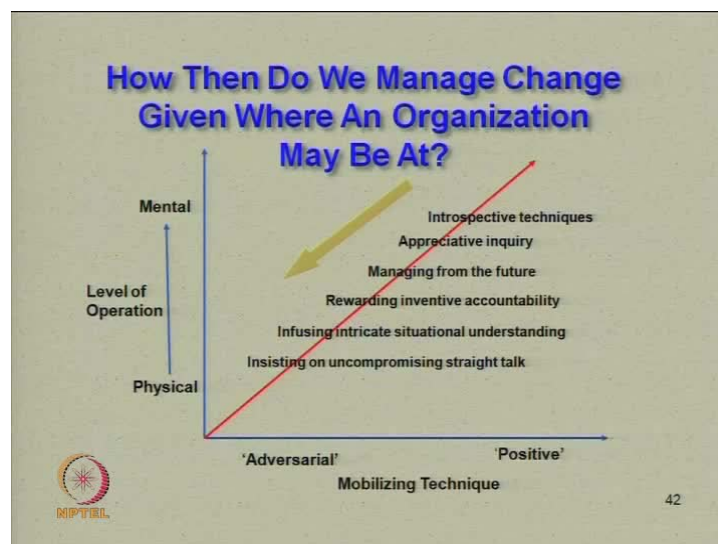 How Then Do We Manage Change
Given Where An Organization
May Be At?
Mental
Introspective techniques
Appreciative inquiry
Managing from the future
Level of
Operation
Rewarding inventive accountability
Infusing intricate situational understanding
Insisting on uncompromising straight talk
Physical
'Adversarial'
'Positive'
Mobilizing Technique
NPTEL
42